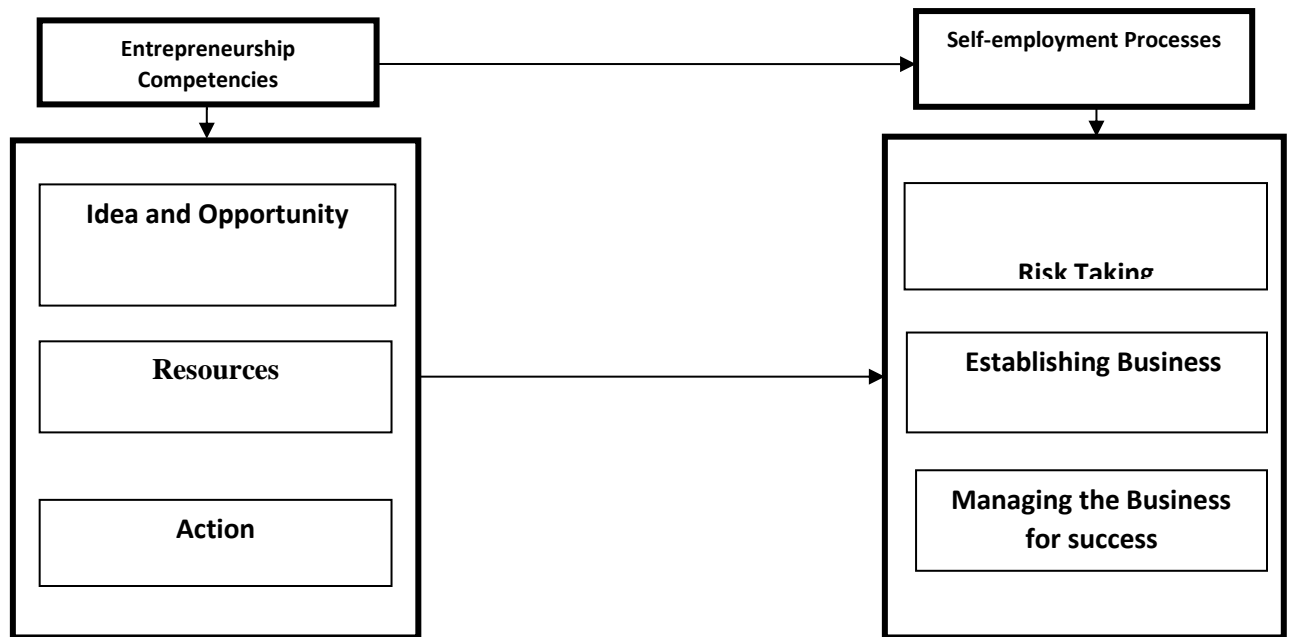 Entrepreneurship
Competencies
Self-employment Processes
Idea and Opportunity
Resources
Action
Risk Taking
Establishing Business
Managing the Business
for success